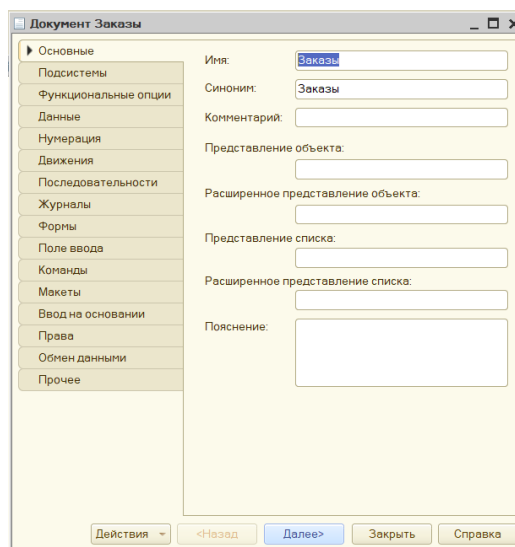 Документ Заказы
Основные
Подсистемы
Функциональные опции
Данные
Нумерация
Движения
Последовательности
Журналы
Формы
Поле ввода
Команды
Макеты
Ввод на основании
Права
Обмен данными
Прочее
Имя: Заказы
Синоним: Заказы
Комментарий:
Представление объекта:
Расширенное представление объекта:
Представление списка:
Расширенное представление списка:
Пояснение:
Действия <Назад Далее> Закрыть Справка